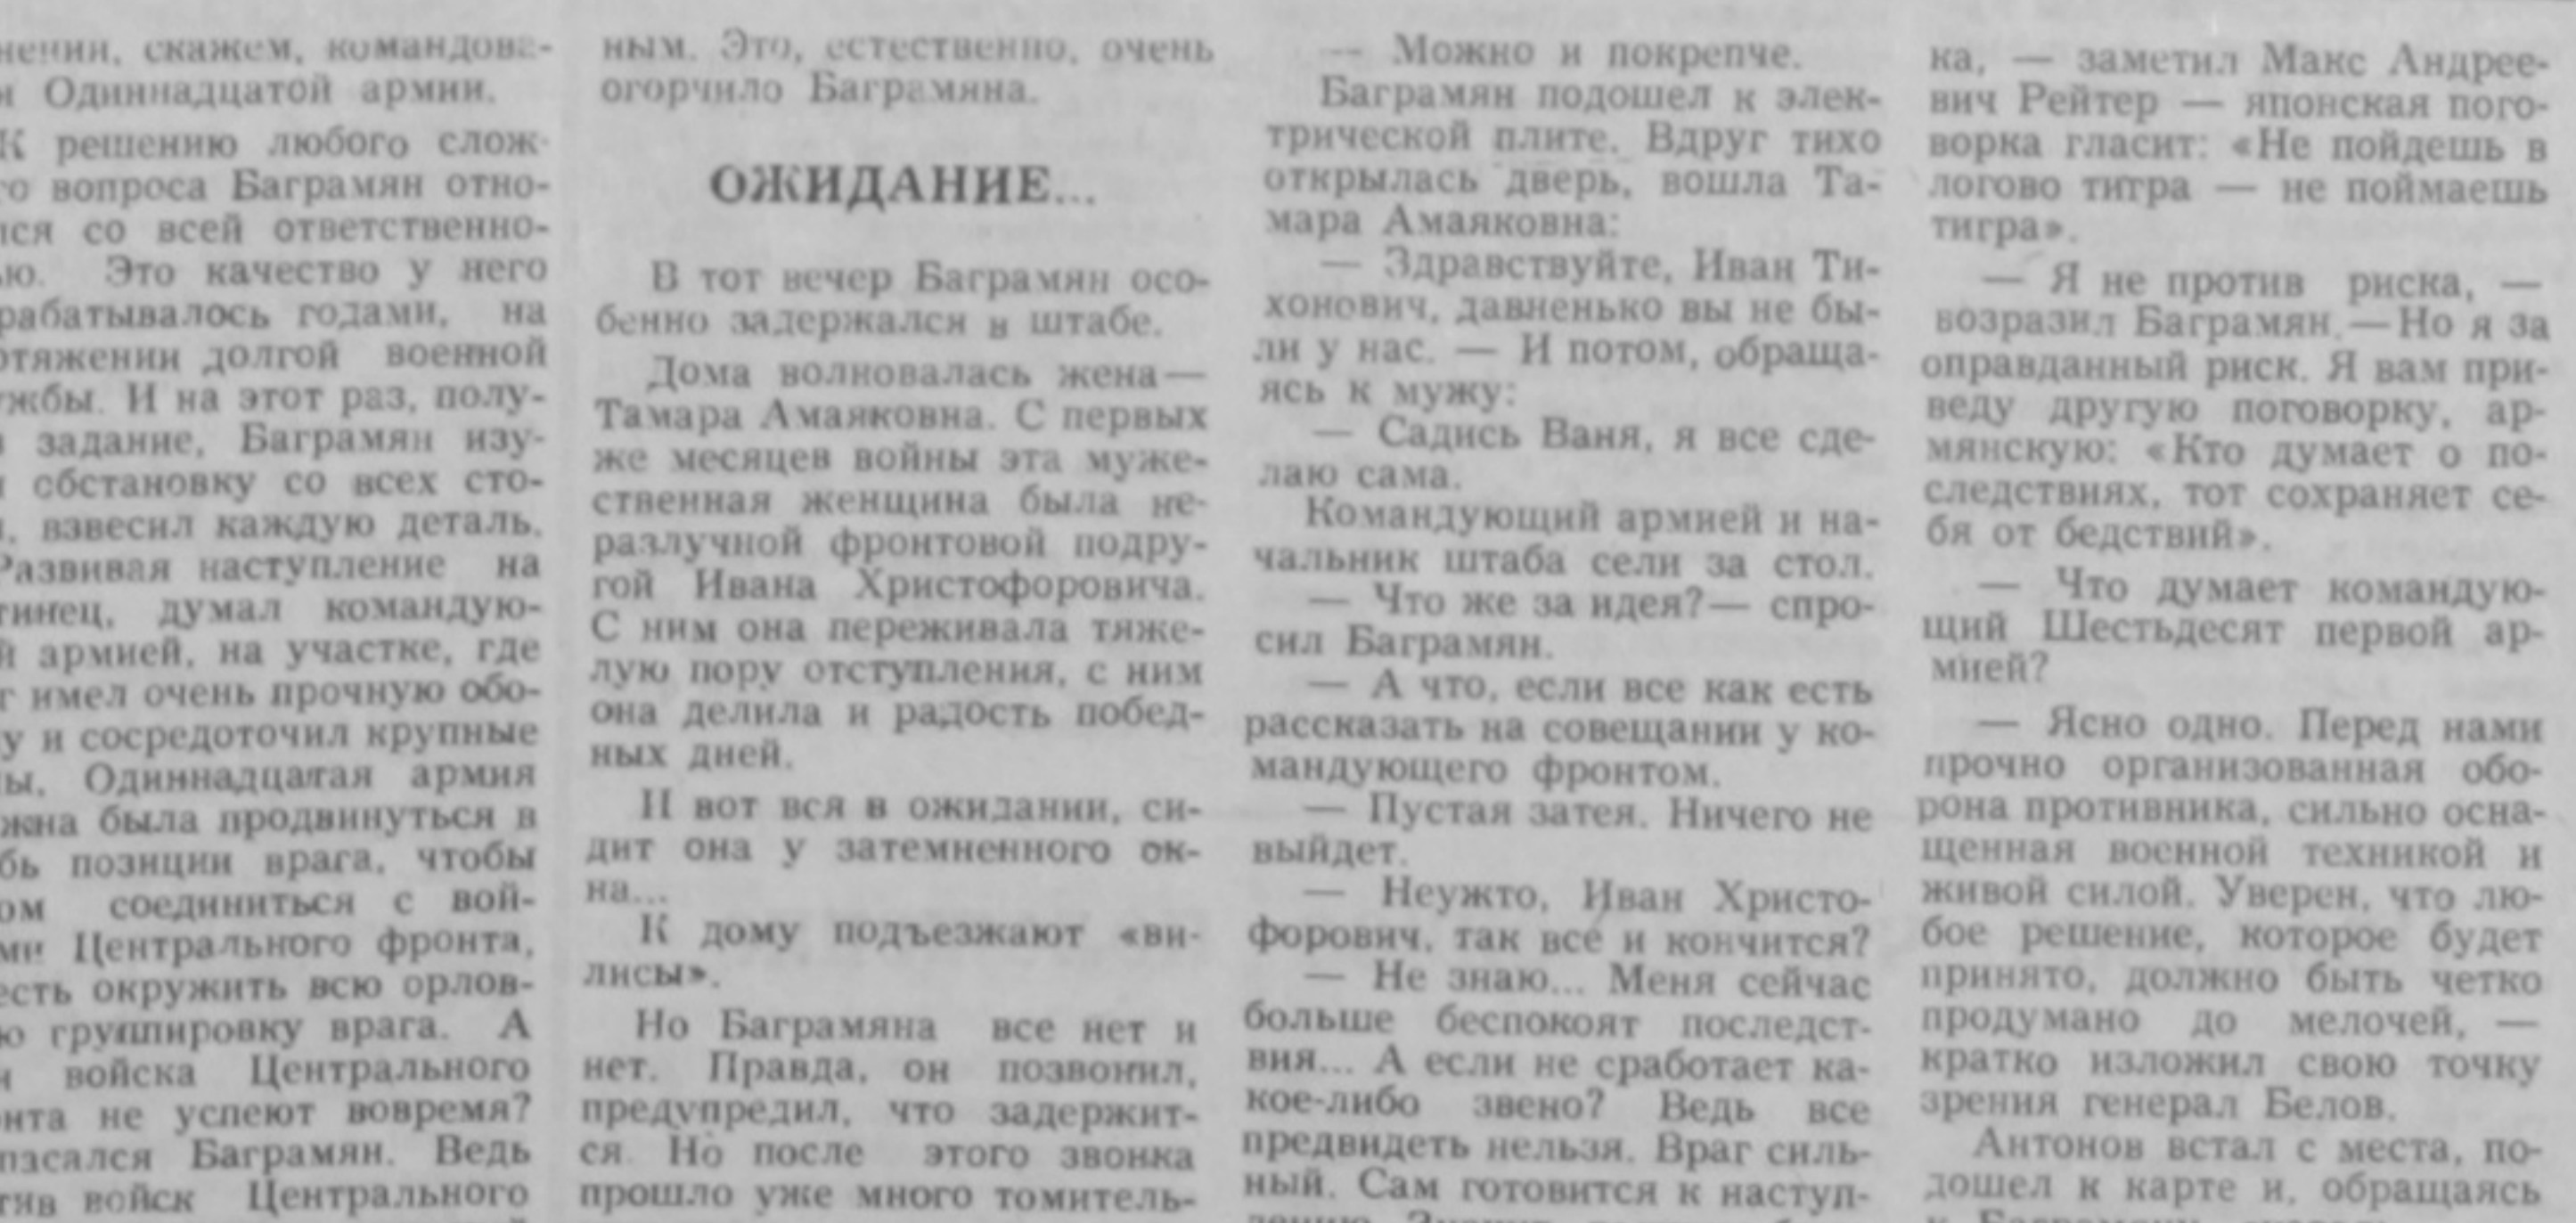 скажем, командова-
Одиннадцатой армии.
К решению любого слож-
вопроса Баграмян отно-
со всей ответственно-
Это качество у него
годами, на
долгой военной
И на этот раз, полу-
задание, Баграмян изу-
обстановку со всех сто-
взвесил каждую деталь.
Развивая наступление на
думал командую-
армией, на участке, где
имел очень прочную обо-
и сосредоточил крупные
Одиннадцатая армия
была продвинуться в
позиции врага, чтобы
соединиться с вой-
Центрального фронта,
окружить всю орлов-
группировку врага. А
войска Центрального
не успеют вовремя?
Баграмян. Ведь
войск Центрального
ным. Это, естественно, очень
огорчило Баграмяна.
ОЖИДАНИЕ...
В тот вечер Баграмян осо-
бенно задержался в штабе.
Дома волновалась жена —
Тамара Амаяковна. С первых
же месяцев войны эта муже-
ственная женщина была не-
разлучной фронтовой подру-
гой Ивана Христофоровича.
С ним она переживала тяже-
лую пору отступления, с ним
она делила и радость побед-
ных дней.
И вот вся в ожидании, си-
дит она у затемненного ок-
на...
К дому подъезжают «ви-
лисы».
Но Баграмяна все нет и
нет. Правда, он позвонил,
предупредил, что задержит-
ся. Но после этого звонка
прошло уже много томитель-
— Можно и покрепче.
Баграмян подошел к элек-
трической плите. Вдруг тихо
открылась дверь, вошла Та-
мара Амаяковна:
— Здравствуйте, Иван Ти-
хонович, давненько вы не бы-
ли у нас. — И потом, обраща-
ясь к мужу:
— Садись Ваня, я все сде-
лаю сама.
Командующий армией и на-
чальник штаба сели за стол.
— Что же за идея? — спро-
сил Баграмян.
— А что, если все как есть
рассказать на совещании у ко-
мандующего фронтом.
— Пустая затея. Ничего не
выйдет.
— Неужто, Иван Христо-
форович, так все и кончится?
— Не знаю... Меня сейчас
больше беспокоят последст-
вия... А если не сработает ка-
кое-либо звено? Ведь все
предвидеть нельзя. Враг силь-
ный. Сам готовится к наступ-
ка, — заметил Макс Андрее-
вич Рейтер — японская пого-
ворка гласит: «Не пойдешь в
логово тигра — не поймаешь
тигра».
— Я не против риска, —
возразил Баграмян. — Но я за
оправданный риск. Я вам при-
веду другую поговорку, ар-
мянскую: «Кто думает о по-
следствиях, тот сохраняет се-
бя от бедствий».
— Что думает командую-
щий Шестьдесят первой ар-
мией?
— Ясно одно. Перед нами
прочно организованная обо-
рона противника, сильно осна-
щенная военной техникой и
живой силой. Уверен, что лю-
бое решение, которое будет
принято, должно быть четко
продумано до мелочей, —
кратко изложил свою точку
зрения генерал Белов.
Антонов встал с места, по-
дошел к карте и, обращаясь